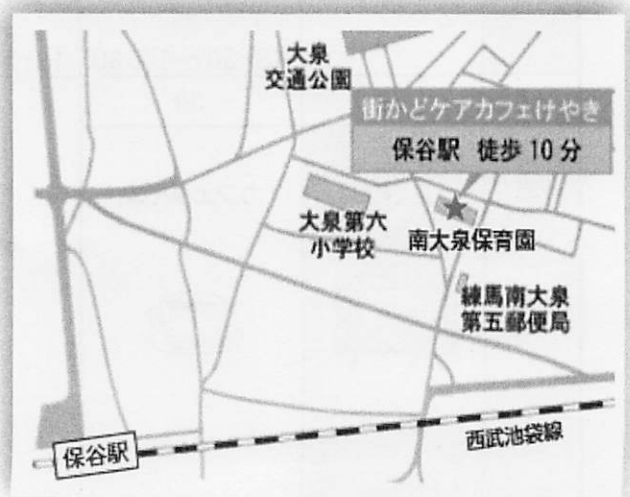 大泉
交通公園
街かどケアカフェけやき
保谷駅 徒歩10分
大泉第六
小学校
南大泉保育園
練馬南大泉
第五郵便局
西武池袋線
保谷駅